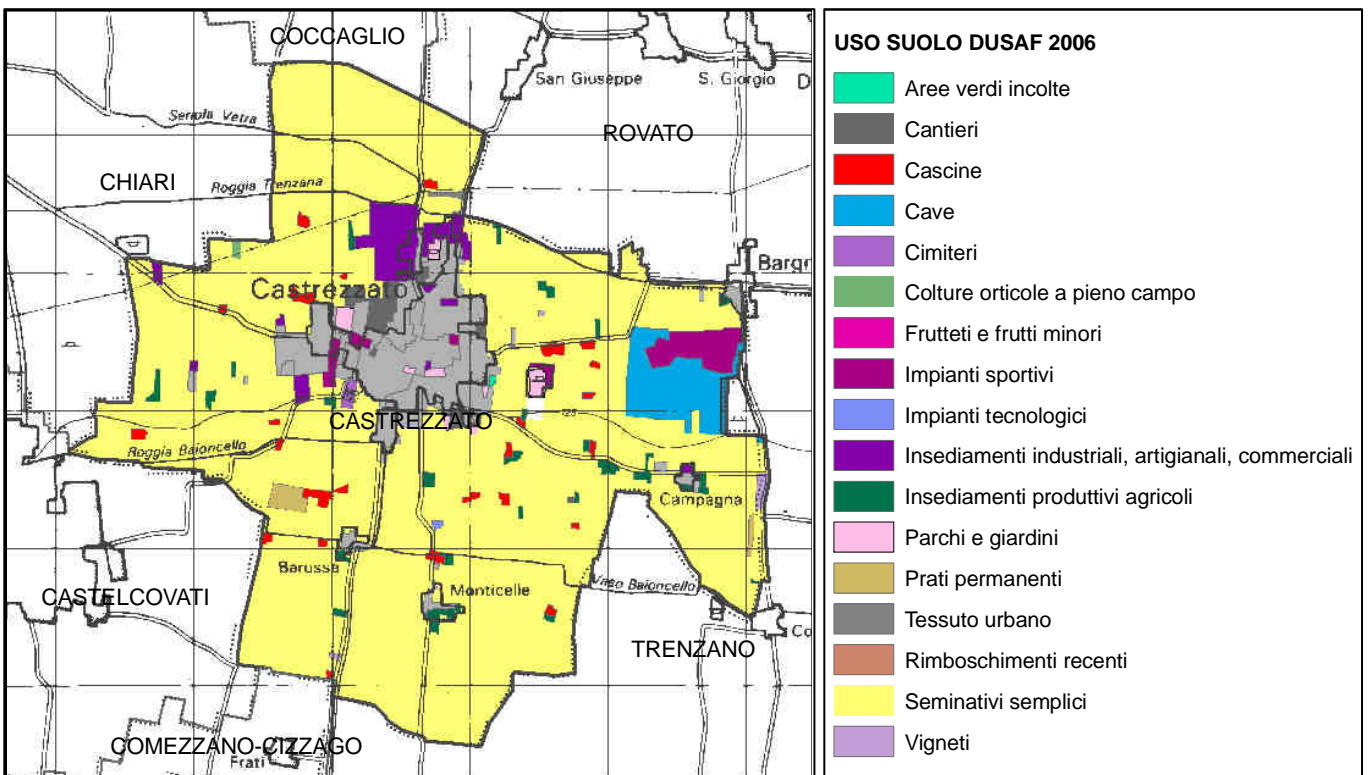 COCCAGLIO
San Giuseppe
S. Giorgio
D
Seriola Vetra
ROVATO
CHIARI
Roggia Trenzana
Castrezzato
Bargn
CASTREZZATO
125
Roggia Baioncello
Campagna
Barussa
Monticelle
Vaso Baioncello
CASTELCOVATI
TRENZANO
Co
COMEZZANO-CIZZAGO
Frati
USO SUOLO DUSAF 2006
Aree verdi incolte
Cantieri
Cascine
Cave
Cimiteri
Colture orticole a pieno campo
Frutteti e frutti minori
Impianti sportivi
Impianti tecnologici
Insediamenti industriali, artigianali, commerciali
Insediamenti produttivi agricoli
Parchi e giardini
Prati permanenti
Tessuto urbano
Rimboschimenti recenti
Seminativi semplici
Vigneti